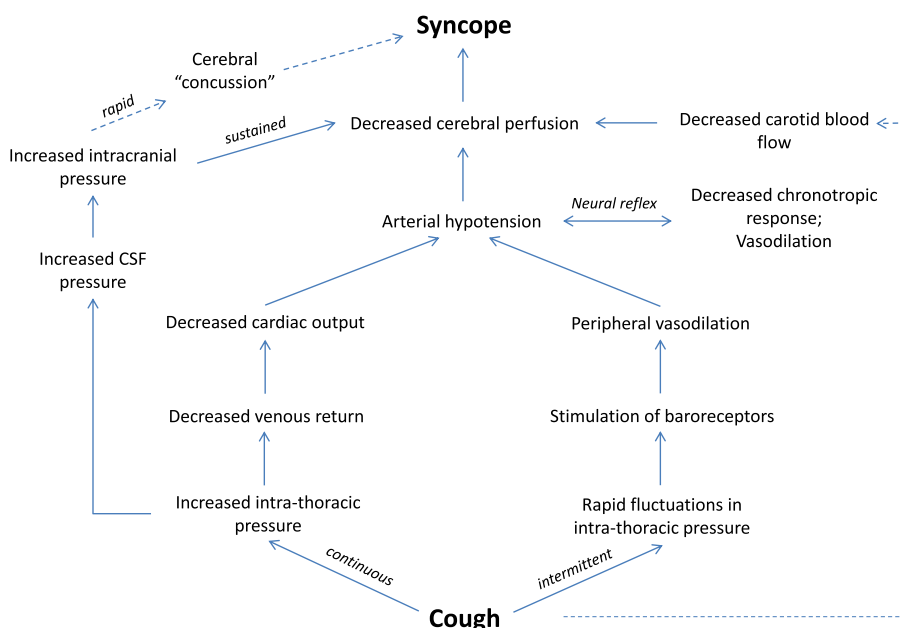 Syncope
Cerebral
“concussion”
rapid
sustained
Decreased cerebral perfusion
Decreased carotid blood
flow
Increased intracranial
pressure
Arterial hypotension
Neural reflex
Decreased chronotropic
response;
Vasodilation
Increased CSF
pressure
Decreased cardiac output
Peripheral vasodilation
Decreased venous return
Stimulation of baroreceptors
Increased intra-thoracic
pressure
Rapid fluctuations in
intra-thoracic pressure
continuous
intermittent
Cough